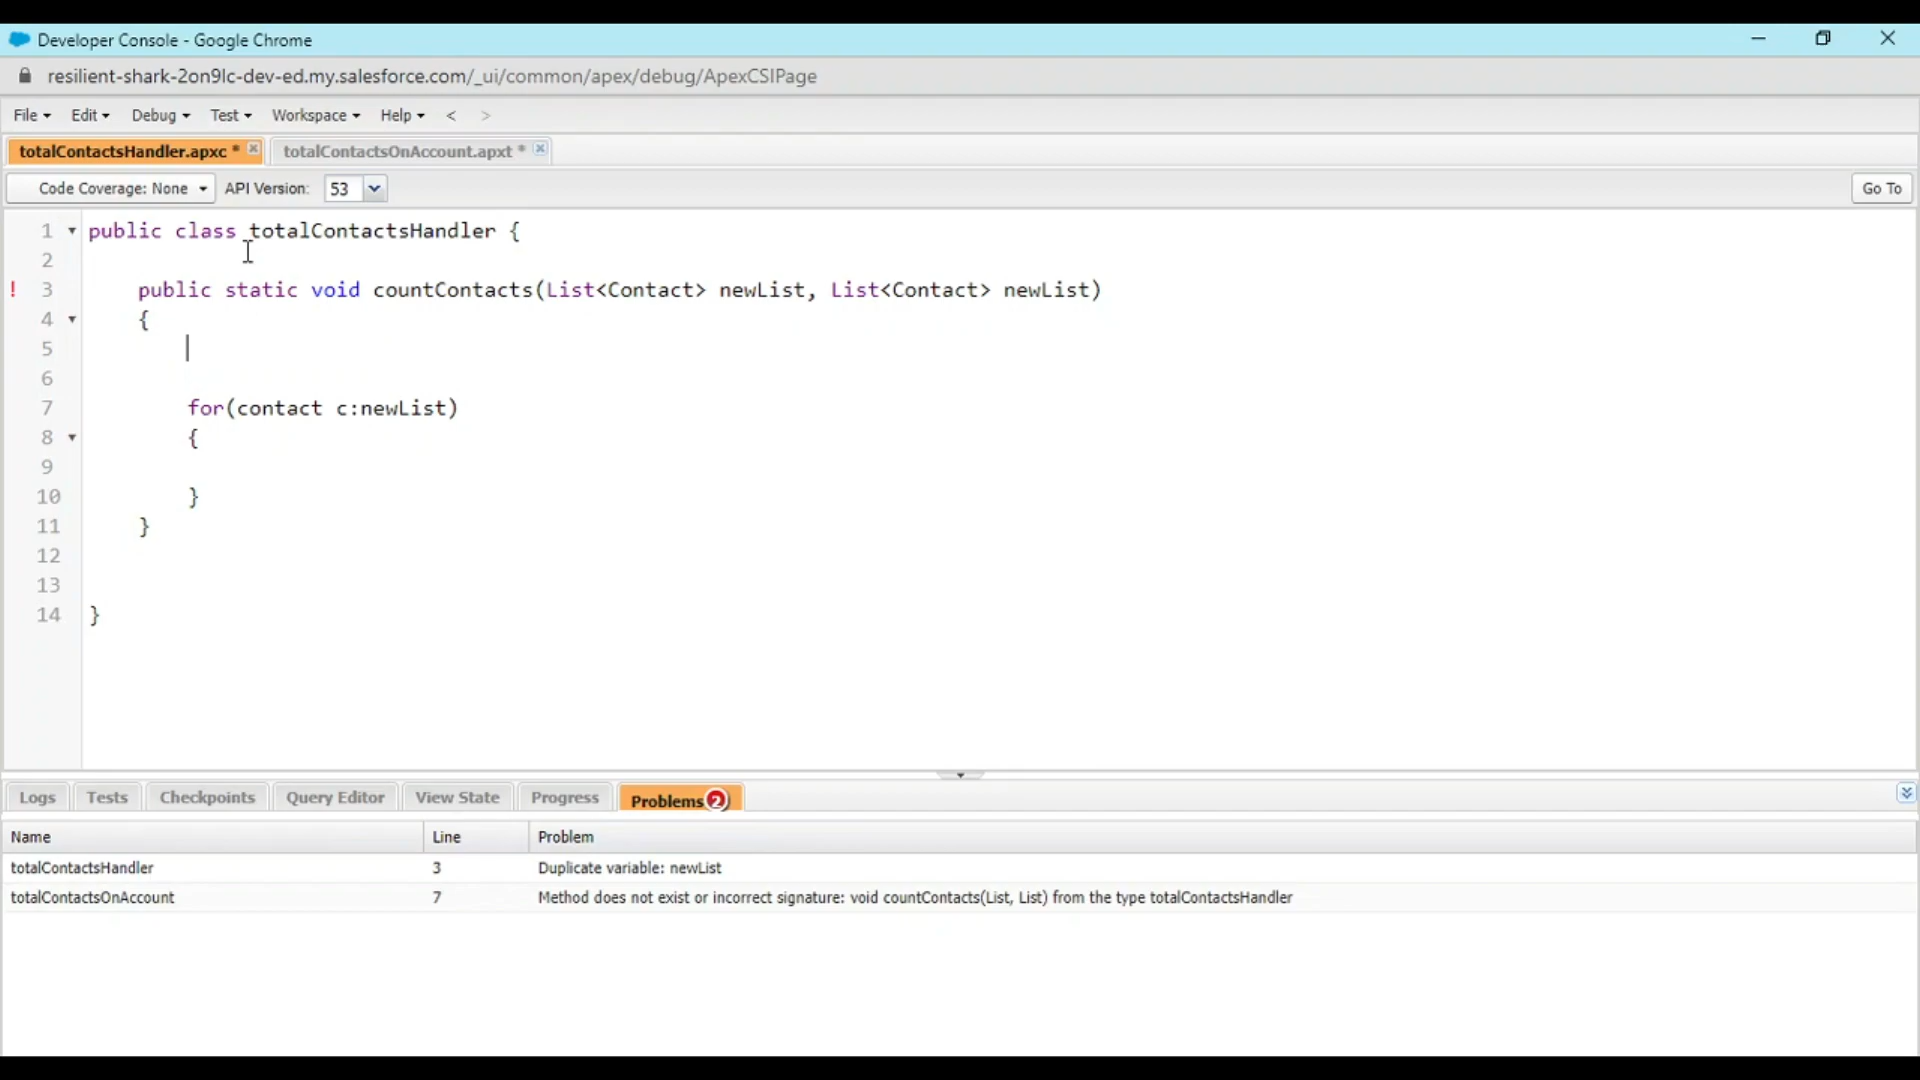 Developer Console - Google Chrome
resilient-shark-2on9lc-dev-ed.my.salesforce.com/_ui/common/apex/debug/ApexCSIPage
File Edit Debug Test Workspace Help < >
totalContactsHandler.apxc * totalContactsOnAccount.apxt *
Code Coverage: None API Version: 53 Go To
1 public class totalContactsHandler {
2
! 3 public static void countContacts(List<Contact> newList, List<Contact> newList)
4 {
5
6
7 for(contact c:newList)
8 {
9
10 }
11 }
12
13
14 }
Logs Tests Checkpoints Query Editor View State Progress Problems 2
Name Line Problem
totalContactsHandler 3 Duplicate variable: newList
totalContactsOnAccount 7 Method does not exist or incorrect signature: void countContacts(List, List) from the type totalContactsHandler